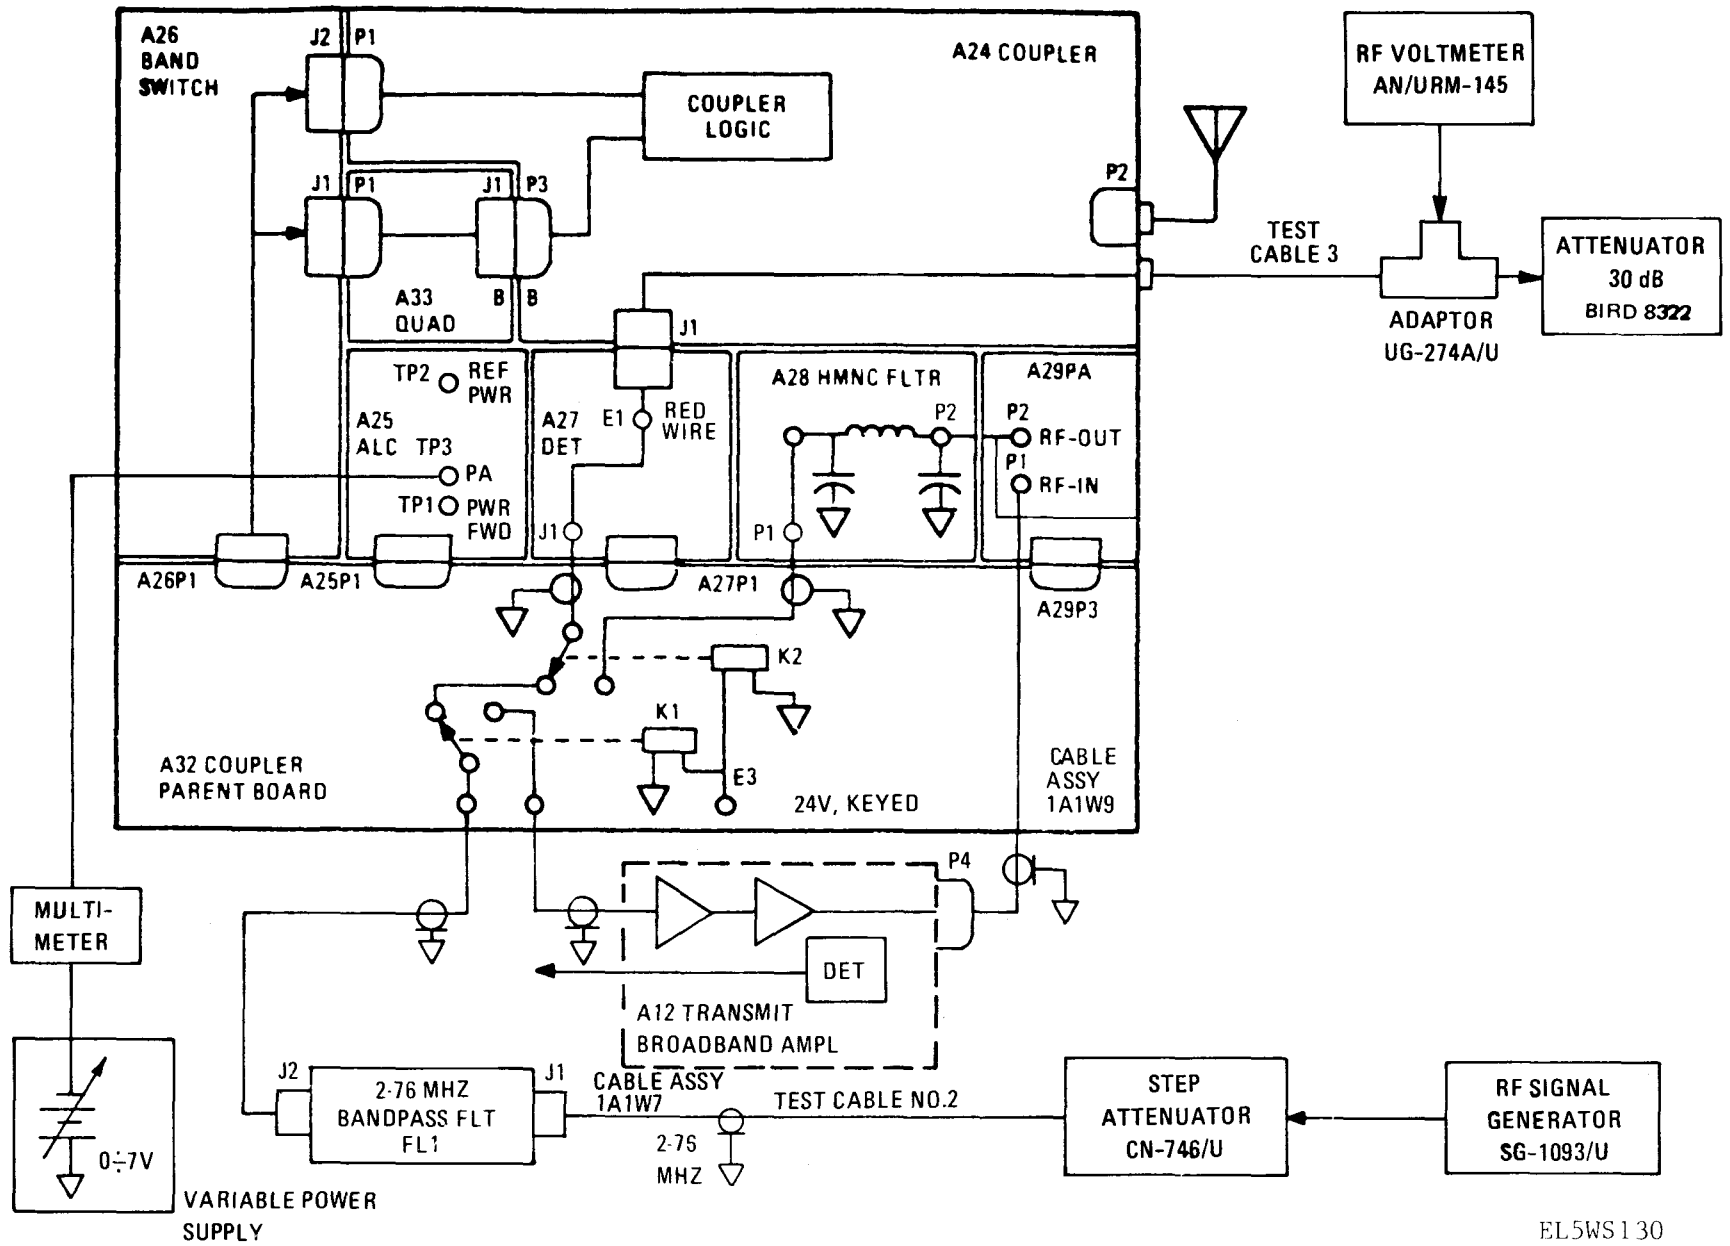 A26
BAND
SWITCH
J2
P1
A24 COUPLER
COUPLER
LOGIC
RF VOLTMETER
AN/URM-145
J1
P1
J1
P3
P2
TEST
CABLE 3
ATTENUATOR
30 dB
BIRD 8322
B
B
A33
QUAD
J1
ADAPTOR
UG-274A/U
TP2
REF
PWR
A25
ALC
TP3
PA
TP1
PWR
FWD
A27
DET
E1
RED
WIRE
J1
A28 HMNC FLTR
P2
P1
A29PA
P2
RF-OUT
P1
RF-IN
A26P1
A25P1
A27P1
A29P3
K2
K1
E3
A32 COUPLER
PARENT BOARD
24V, KEYED
CABLE
ASSY
1A1W9
MULTI-
METER
P4
DET
A12 TRANSMIT
BROADBAND AMPL
0÷7V
VARIABLE POWER
SUPPLY
J2
2-76 MHZ
BANDPASS FLT
FL1
J1
CABLE ASSY
1A1W7
TEST CABLE NO.2
2-76
MHZ
STEP
ATTENUATOR
CN-746/U
RF SIGNAL
GENERATOR
SG-1093/U
EL5WS130